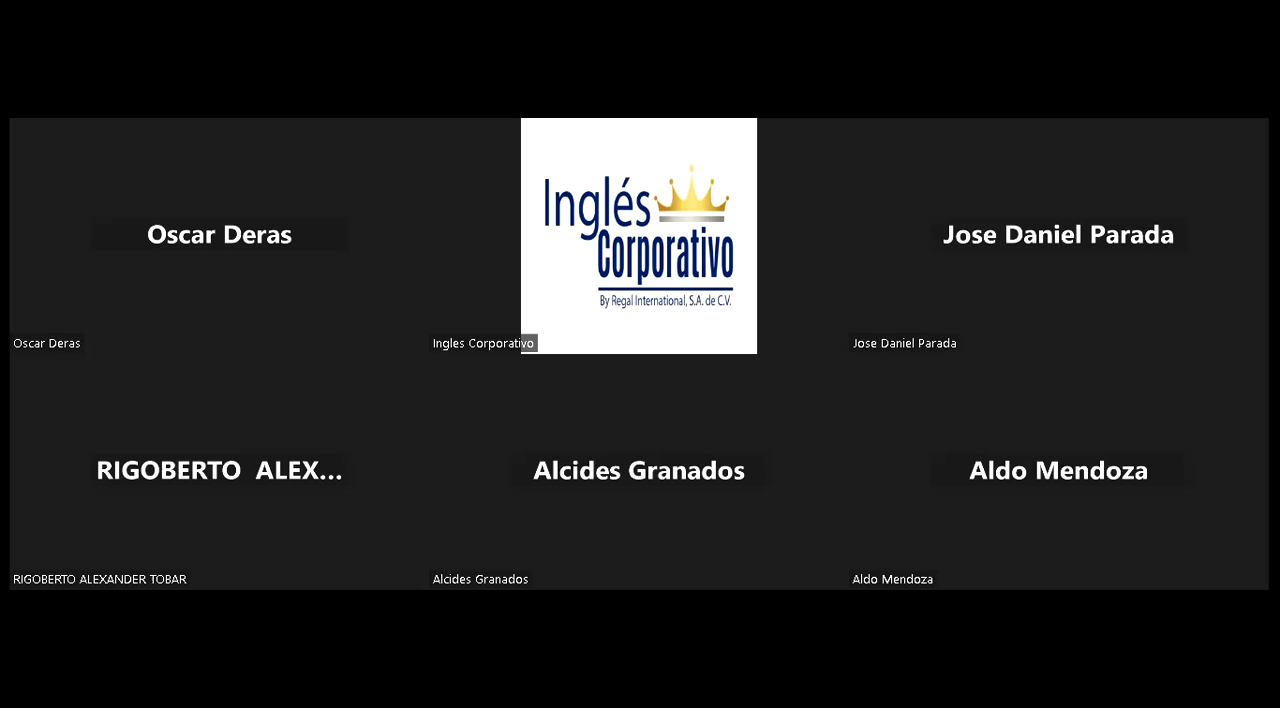 Oscar Deras
Oscar Deras
Inglés
Corporativo
By Regal International, S.A. de C.V.
Ingles Corporativo
Jose Daniel Parada
Jose Daniel Parada
RIGOBERTO ALEX...
RIGOBERTO ALEXANDER TOBAR
Alcides Granados
Alcides Granados
Aldo Mendoza
Aldo Mendoza